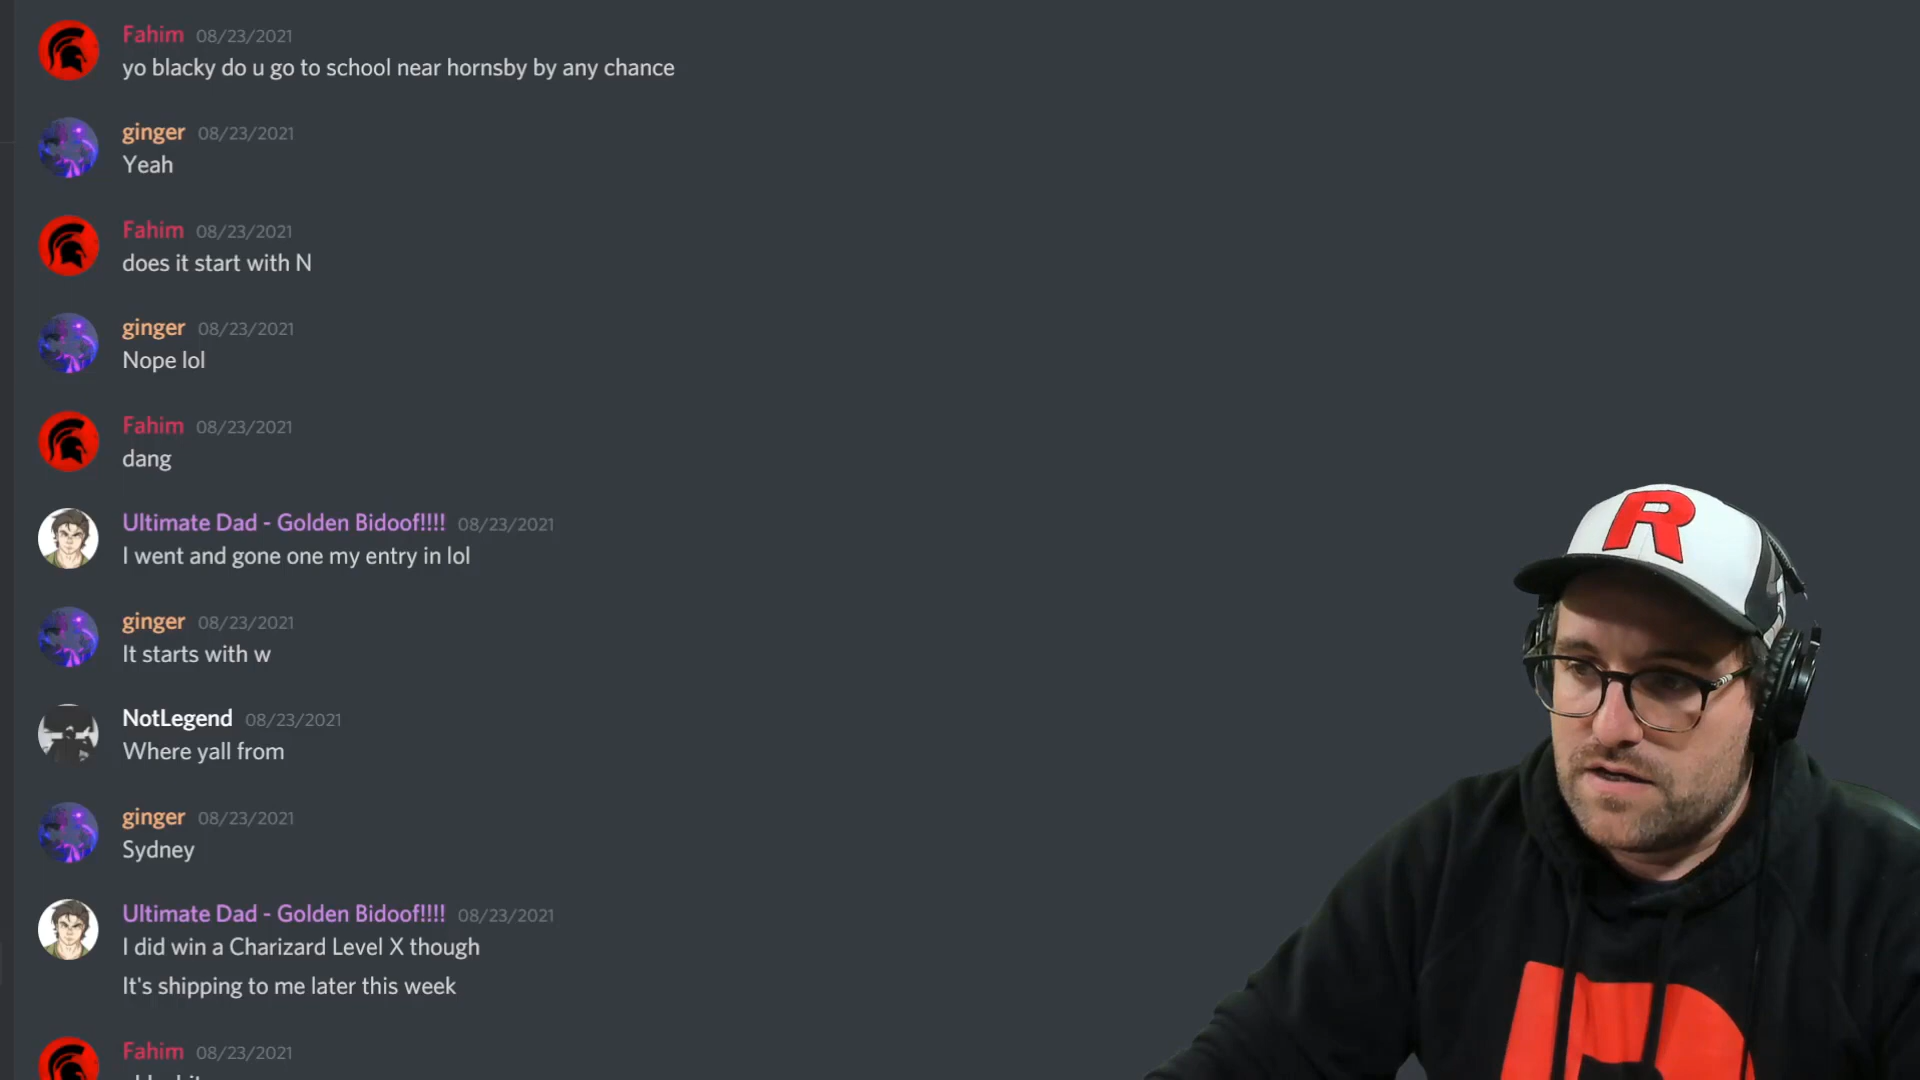 Fahim 08/23/2021
yo blacky do u go to school near hornsby by any chance
ginger 08/23/2021
Yeah
Fahim 08/23/2021
does it start with N
ginger 08/23/2021
Nope lol
Fahim 08/23/2021
dang
Ultimate Dad - Golden Bidoof!!!! 08/23/2021
I went and gone one my entry in lol
ginger 08/23/2021
It starts with w
NotLegend 08/23/2021
Where yall from
ginger 08/23/2021
Sydney
Ultimate Dad - Golden Bidoof!!!! 08/23/2021
I did win a Charizard Level X though
It's shipping to me later this week
Fahim 08/23/2021
R
R